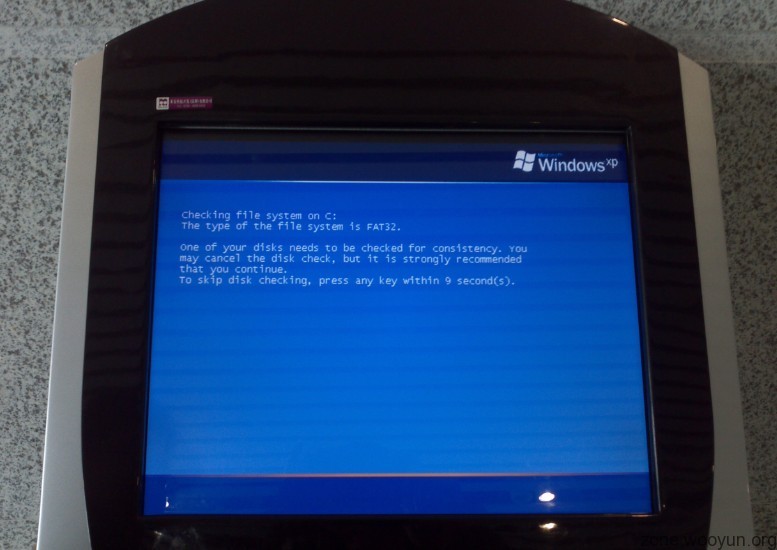 Microsoft
Windows xp
Checking file system on C:
The type of the file system is FAT32.
One of your disks needs to be checked for consistency. You
may cancel the disk check, but it is strongly recommended
that you continue.
To skip disk checking, press any key within 9 second(s).